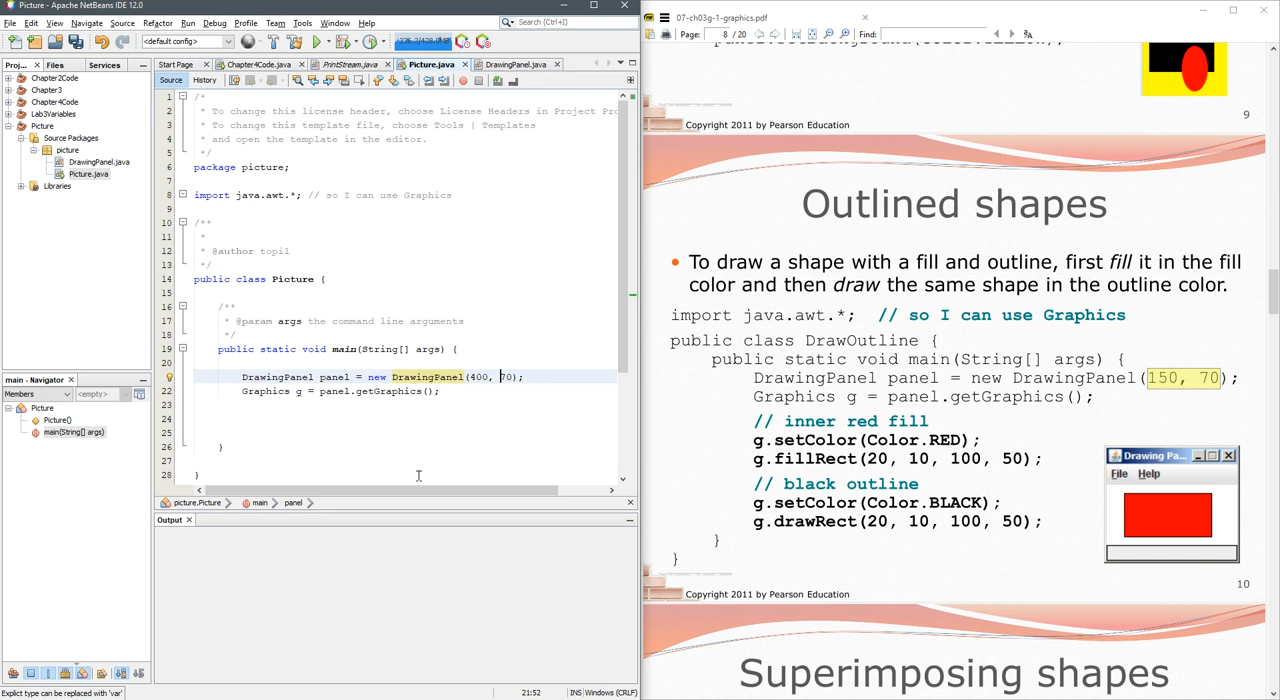 Picture - Apache NetBeans IDE 12.0
File Edit View Navigate Source Refactor Run Debug Profile Team Tools Window Help
Search (Ctrl+I)
<default config>
Proj... Files Services
Chapter2Code
Chapter3
Chapter4Code
Lab3Variables
Picture
Source Packages
picture
DrawingPanel.java
Picture.java
Libraries
main - Navigator
Members
<empty>
Picture
Picture()
main(String[] args)
Start Page Chapter4Code.java PrintStream.java Picture.java DrawingPanel.java
Source History
1 /*
2 * To change this license header, choose License Headers in Project Pro
3 * To change this template file, choose Tools | Templates
4 * and open the template in the editor.
5 */
6 package picture;
7
8 import java.awt.*; // so I can use Graphics
9
10 /**
11 *
12 * @author topil
13 */
14 public class Picture {
15
16 /**
17 * @param args the command line arguments
18 */
19 public static void main(String[] args) {
20
DrawingPanel panel = new DrawingPanel(400, 70);
22 Graphics g = panel.getGraphics();
23
24
25
26 }
27
28 }
picture.Picture main panel
Output
Explict type can be replaced with 'var'
21:52 INS Windows (CRLF)
07-ch03g-1-graphics.pdf
Page: 8 / 20 Find:
Copyright 2011 by Pearson Education
9
Outlined shapes
• To draw a shape with a fill and outline, first fill it in the fill
color and then draw the same shape in the outline color.
import java.awt.*; // so I can use Graphics
public class DrawOutline {
public static void main(String[] args) {
DrawingPanel panel = new DrawingPanel(150, 70);
Graphics g = panel.getGraphics();
// inner red fill
g.setColor(Color.RED);
g.fillRect(20, 10, 100, 50);
// black outline
g.setColor(Color.BLACK);
g.drawRect(20, 10, 100, 50);
}
}
Drawing Pa...
File Help
10
Copyright 2011 by Pearson Education
Superimposing shapes